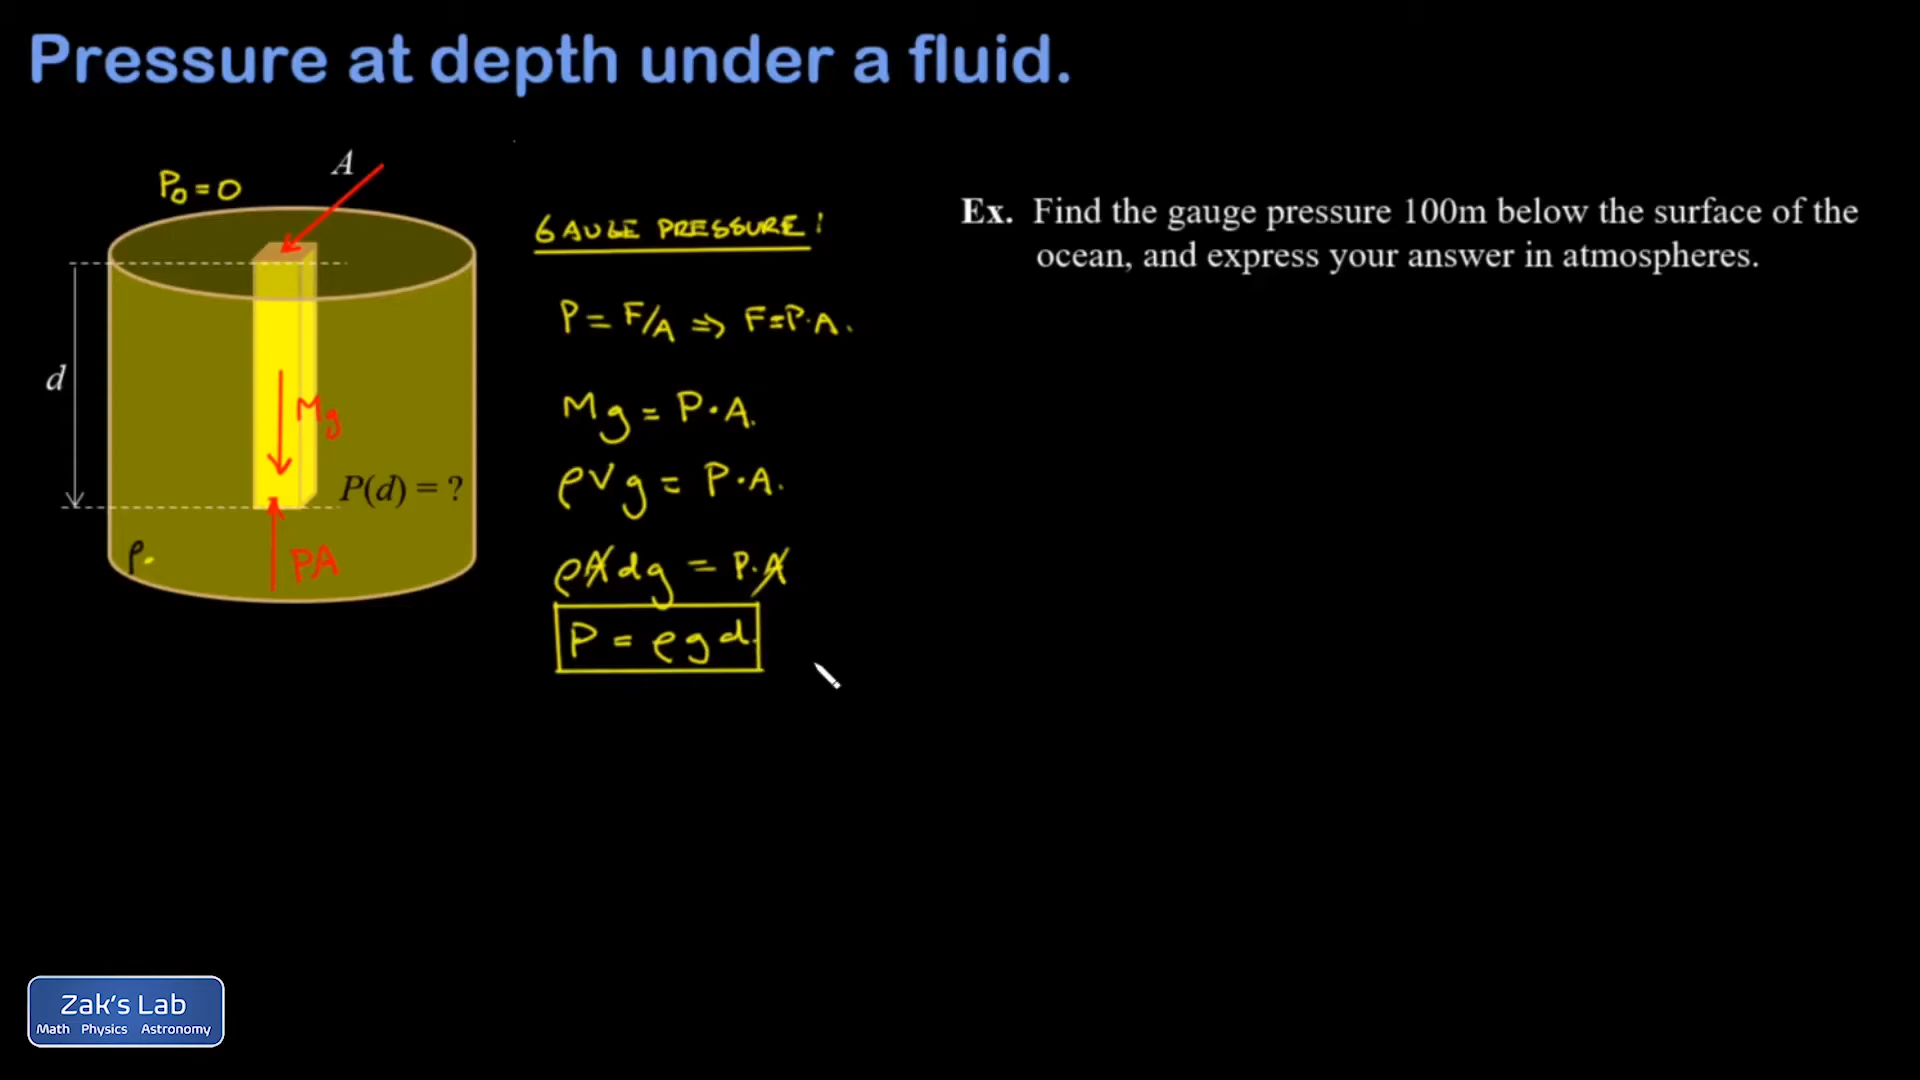 Pressure at depth under a fluid.
P₀ = 0
A
d
Mg
P(d) = ?
ρ.
PA
GAUGE PRESSURE!
P = F/A ⇒ F = P·A.
Mg = P·A.
ρVg = P·A.
ρAdg = P·A
P = ρgd.
Ex. Find the gauge pressure 100m below the surface of the
ocean, and express your answer in atmospheres.
Zak's Lab
Math Physics Astronomy